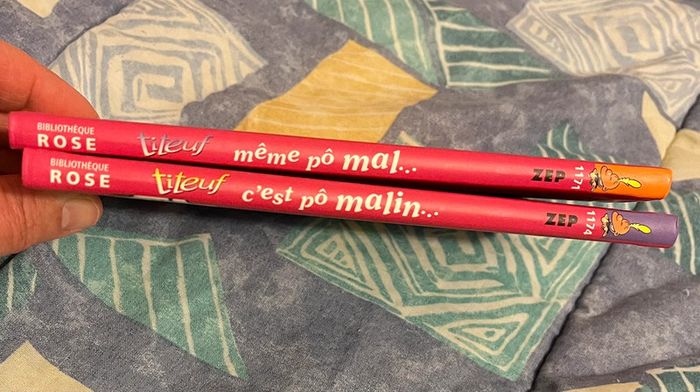 BIBLIOTHÈQUE
ROSE
titeuf
même pô mal...
ZEP
1171
BIBLIOTHÈQUE
ROSE
titeuf
c'est pô malin...
ZEP
1174